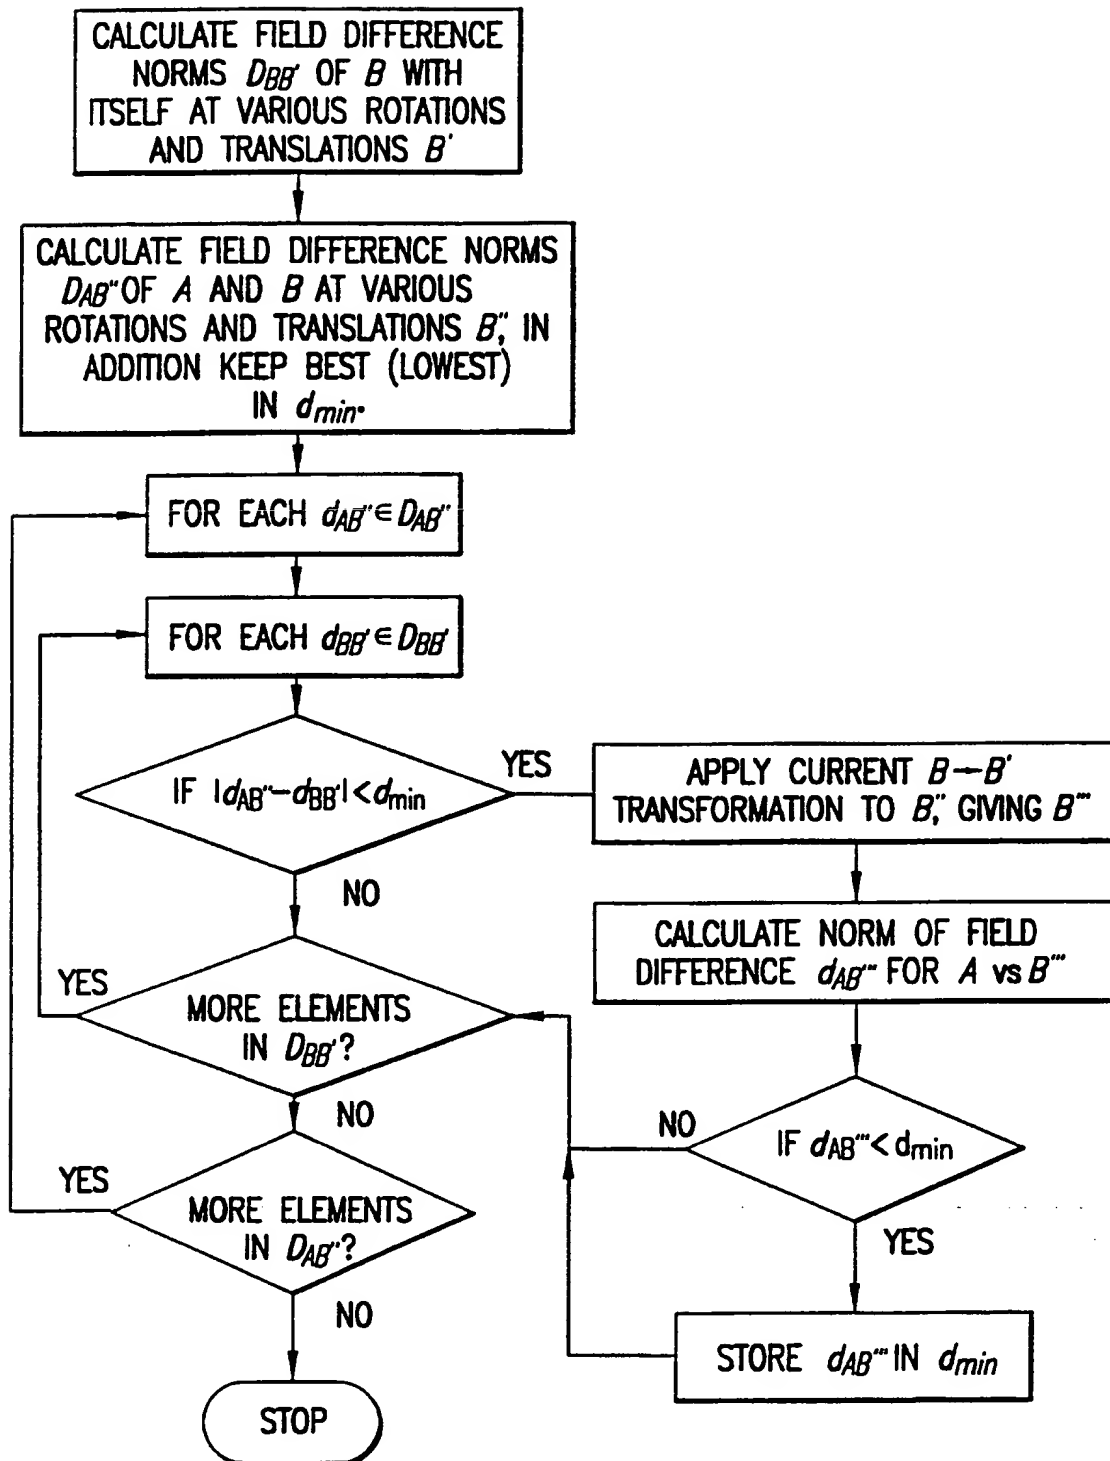 CALCULATE FIELD DIFFERENCE
NORMS D_BB' OF B WITH
ITSELF AT VARIOUS ROTATIONS
AND TRANSLATIONS B'
CALCULATE FIELD DIFFERENCE NORMS
D_AB'' OF A AND B AT VARIOUS
ROTATIONS AND TRANSLATIONS B'', IN
ADDITION KEEP BEST (LOWEST)
IN d_min.
FOR EACH d_AB'' ∈ D_AB''
FOR EACH d_BB' ∈ D_BB'
IF |d_AB''−d_BB'|<d_min
YES
NO
APPLY CURRENT B→B'
TRANSFORMATION TO B'', GIVING B'''
CALCULATE NORM OF FIELD
DIFFERENCE d_AB''' FOR A vs B'''
YES
MORE ELEMENTS
IN D_BB'?
NO
NO
IF d_AB'''<d_min
YES
YES
MORE ELEMENTS
IN D_AB''?
NO
STORE d_AB''' IN d_min
STOP